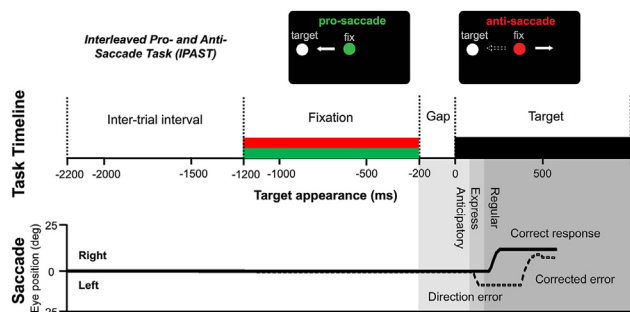 pro-saccade
target
fix
anti-saccade
target
fix
Interleaved Pro- and Anti-
Saccade Task (IPAST)
Task Timeline
Inter-trial interval
Fixation
Gap
Target
-2200
-2000
-1500
-1200
-1000
-500
-200
0
500
Target appearance (ms)
Anticipatory
Express
Regular
Saccade
Eye position (deg)
25
0
25
Right
Left
Correct response
Corrected error
Direction error